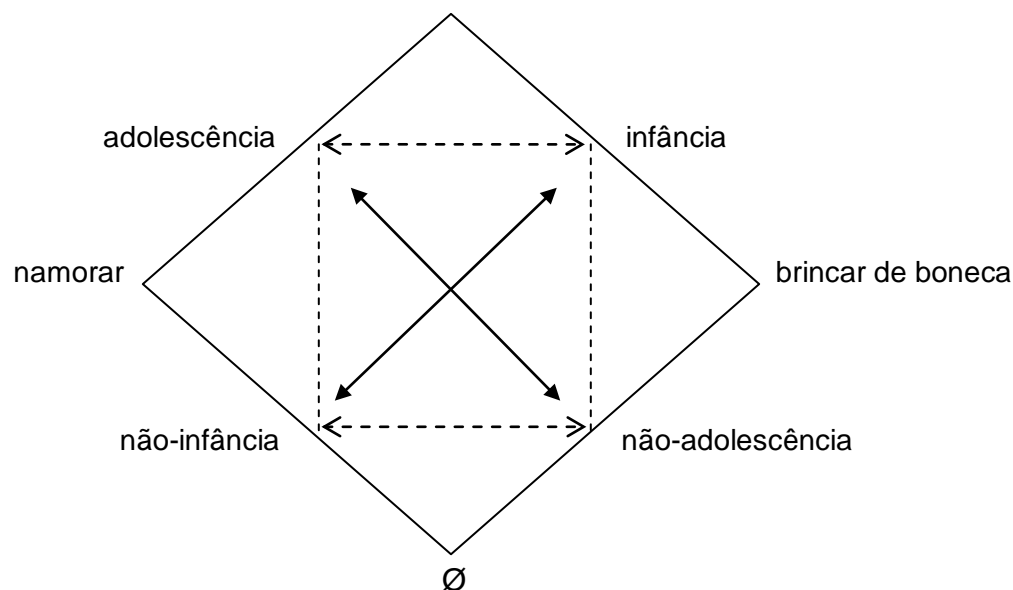 adolescência
infância
namorar
brincar de boneca
não-infância
não-adolescência
Ø